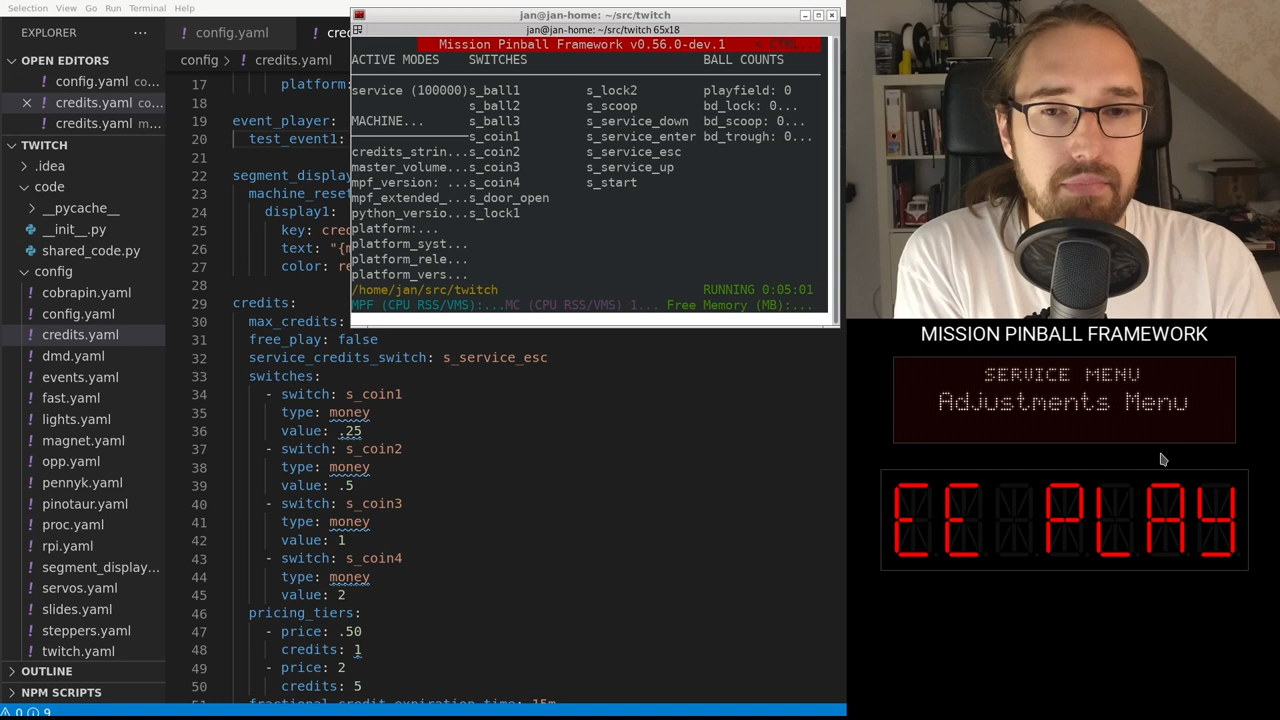 Selection View Go Run Terminal Help
jan@jan-home: ~/src/twitch
jan@jan-home: ~/src/twitch 65x18
EXPLORER
OPEN EDITORS
config.yaml co...
credits.yaml co...
credits.yaml m...
TWITCH
.idea
code
__pycache__
__init__.py
shared_code.py
config
cobrapin.yaml
config.yaml
credits.yaml
dmd.yaml
events.yaml
fast.yaml
lights.yaml
magnet.yaml
opp.yaml
pennyk.yaml
pinotaur.yaml
proc.yaml
rpi.yaml
segment_display...
servos.yaml
slides.yaml
steppers.yaml
twitch.yaml
OUTLINE
NPM SCRIPTS
0 9
config.yaml cre
config > credits.yaml
17 platform:
18
19 event_player:
20 test_event1:
21
22 segment_display
23 machine_reset
24 display1:
25 key: cred
26 text: "{m
27 color: re
28
29 credits:
30 max_credits:
31 free_play: false
32 service_credits_switch: s_service_esc
33 switches:
34 - switch: s_coin1
35 type: money
36 value: .25
37 - switch: s_coin2
38 type: money
39 value: .5
40 - switch: s_coin3
41 type: money
42 value: 1
43 - switch: s_coin4
44 type: money
45 value: 2
46 pricing_tiers:
47 - price: .50
48 credits: 1
49 - price: 2
50 credits: 5
fractional_credit_expiration_time: 15m
Mission Pinball Framework v0.56.0-dev.1
ACTIVE MODES SWITCHES BALL COUNTS
service (100000) s_ball1 s_lock2 playfield: 0
s_ball2 s_scoop bd_lock: 0...
MACHINE... s_ball3 s_service_down bd_scoop: 0...
s_coin1 s_service_enter bd_trough: 0...
credits_strin... s_coin2 s_service_esc
master_volume... s_coin3 s_service_up
mpf_version: ... s_coin4 s_start
mpf_extended_... s_door_open
python_versio... s_lock1
platform:...
platform_syst...
platform_rele...
platform_vers...
/home/jan/src/twitch RUNNING 0:05:01
MPF (CPU RSS/VMS):...MC (CPU RSS/VMS) 1... Free Memory (MB):...
MISSION PINBALL FRAMEWORK
SERVICE MENU
Adjustments Menu
EE PLAY